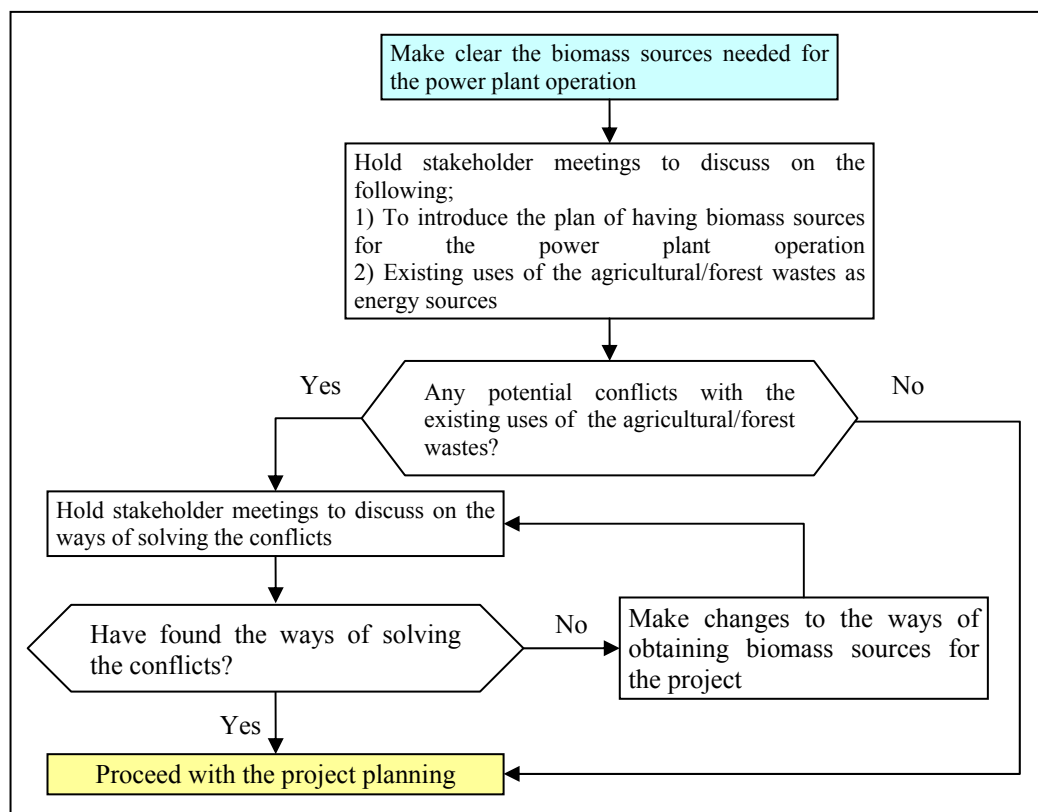 Make clear the biomass sources needed for
the power plant operation
Hold stakeholder meetings to discuss on the
following;
1) To introduce the plan of having biomass sources
for the power plant operation
2) Existing uses of the agricultural/forest wastes as
energy sources
Yes
Any potential conflicts with the
existing uses of the agricultural/forest
wastes?
No
Hold stakeholder meetings to discuss on the
ways of solving the conflicts
Have found the ways of solving
the conflicts?
No
Make changes to the ways of
obtaining biomass sources for
the project
Yes
Proceed with the project planning